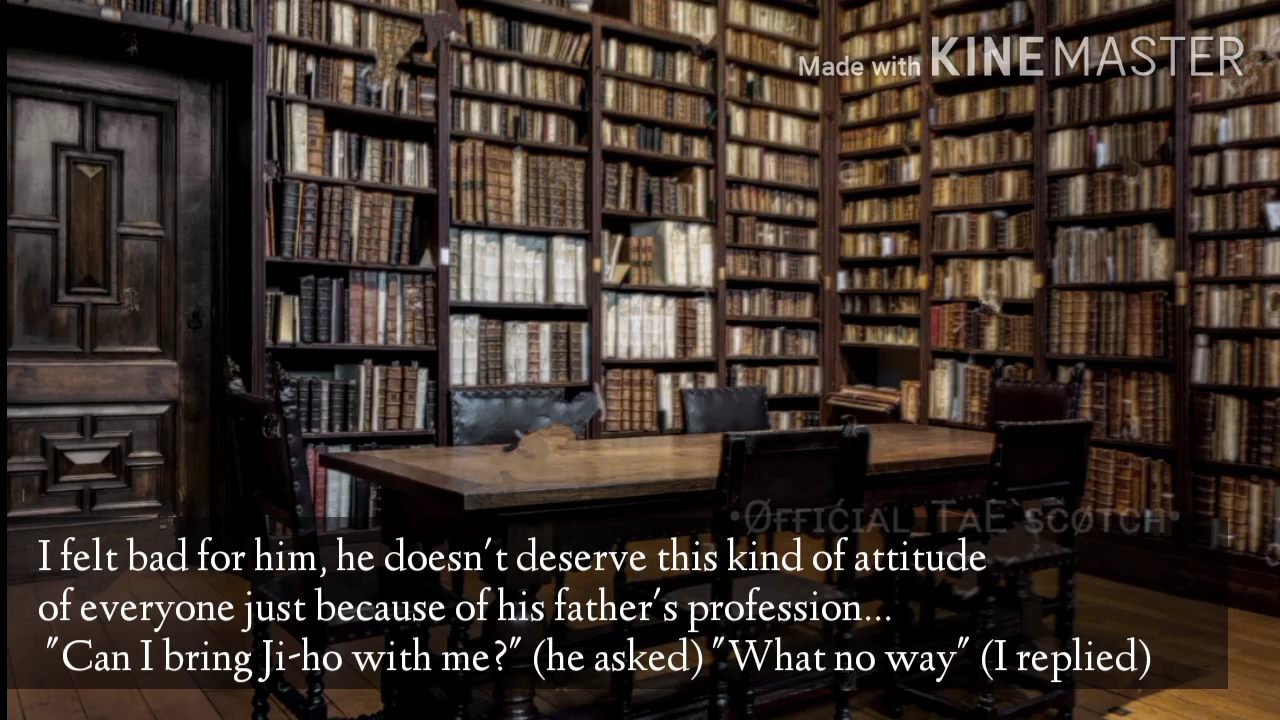 Made with KINEMASTER
•ØFFIĆIAL_TAE SCØTCH•
I felt bad for him, he doesn't deserve this kind of attitude
of everyone just because of his father's profession...
"Can I bring Ji-ho with me?" (he asked) "What no way" (I replied)